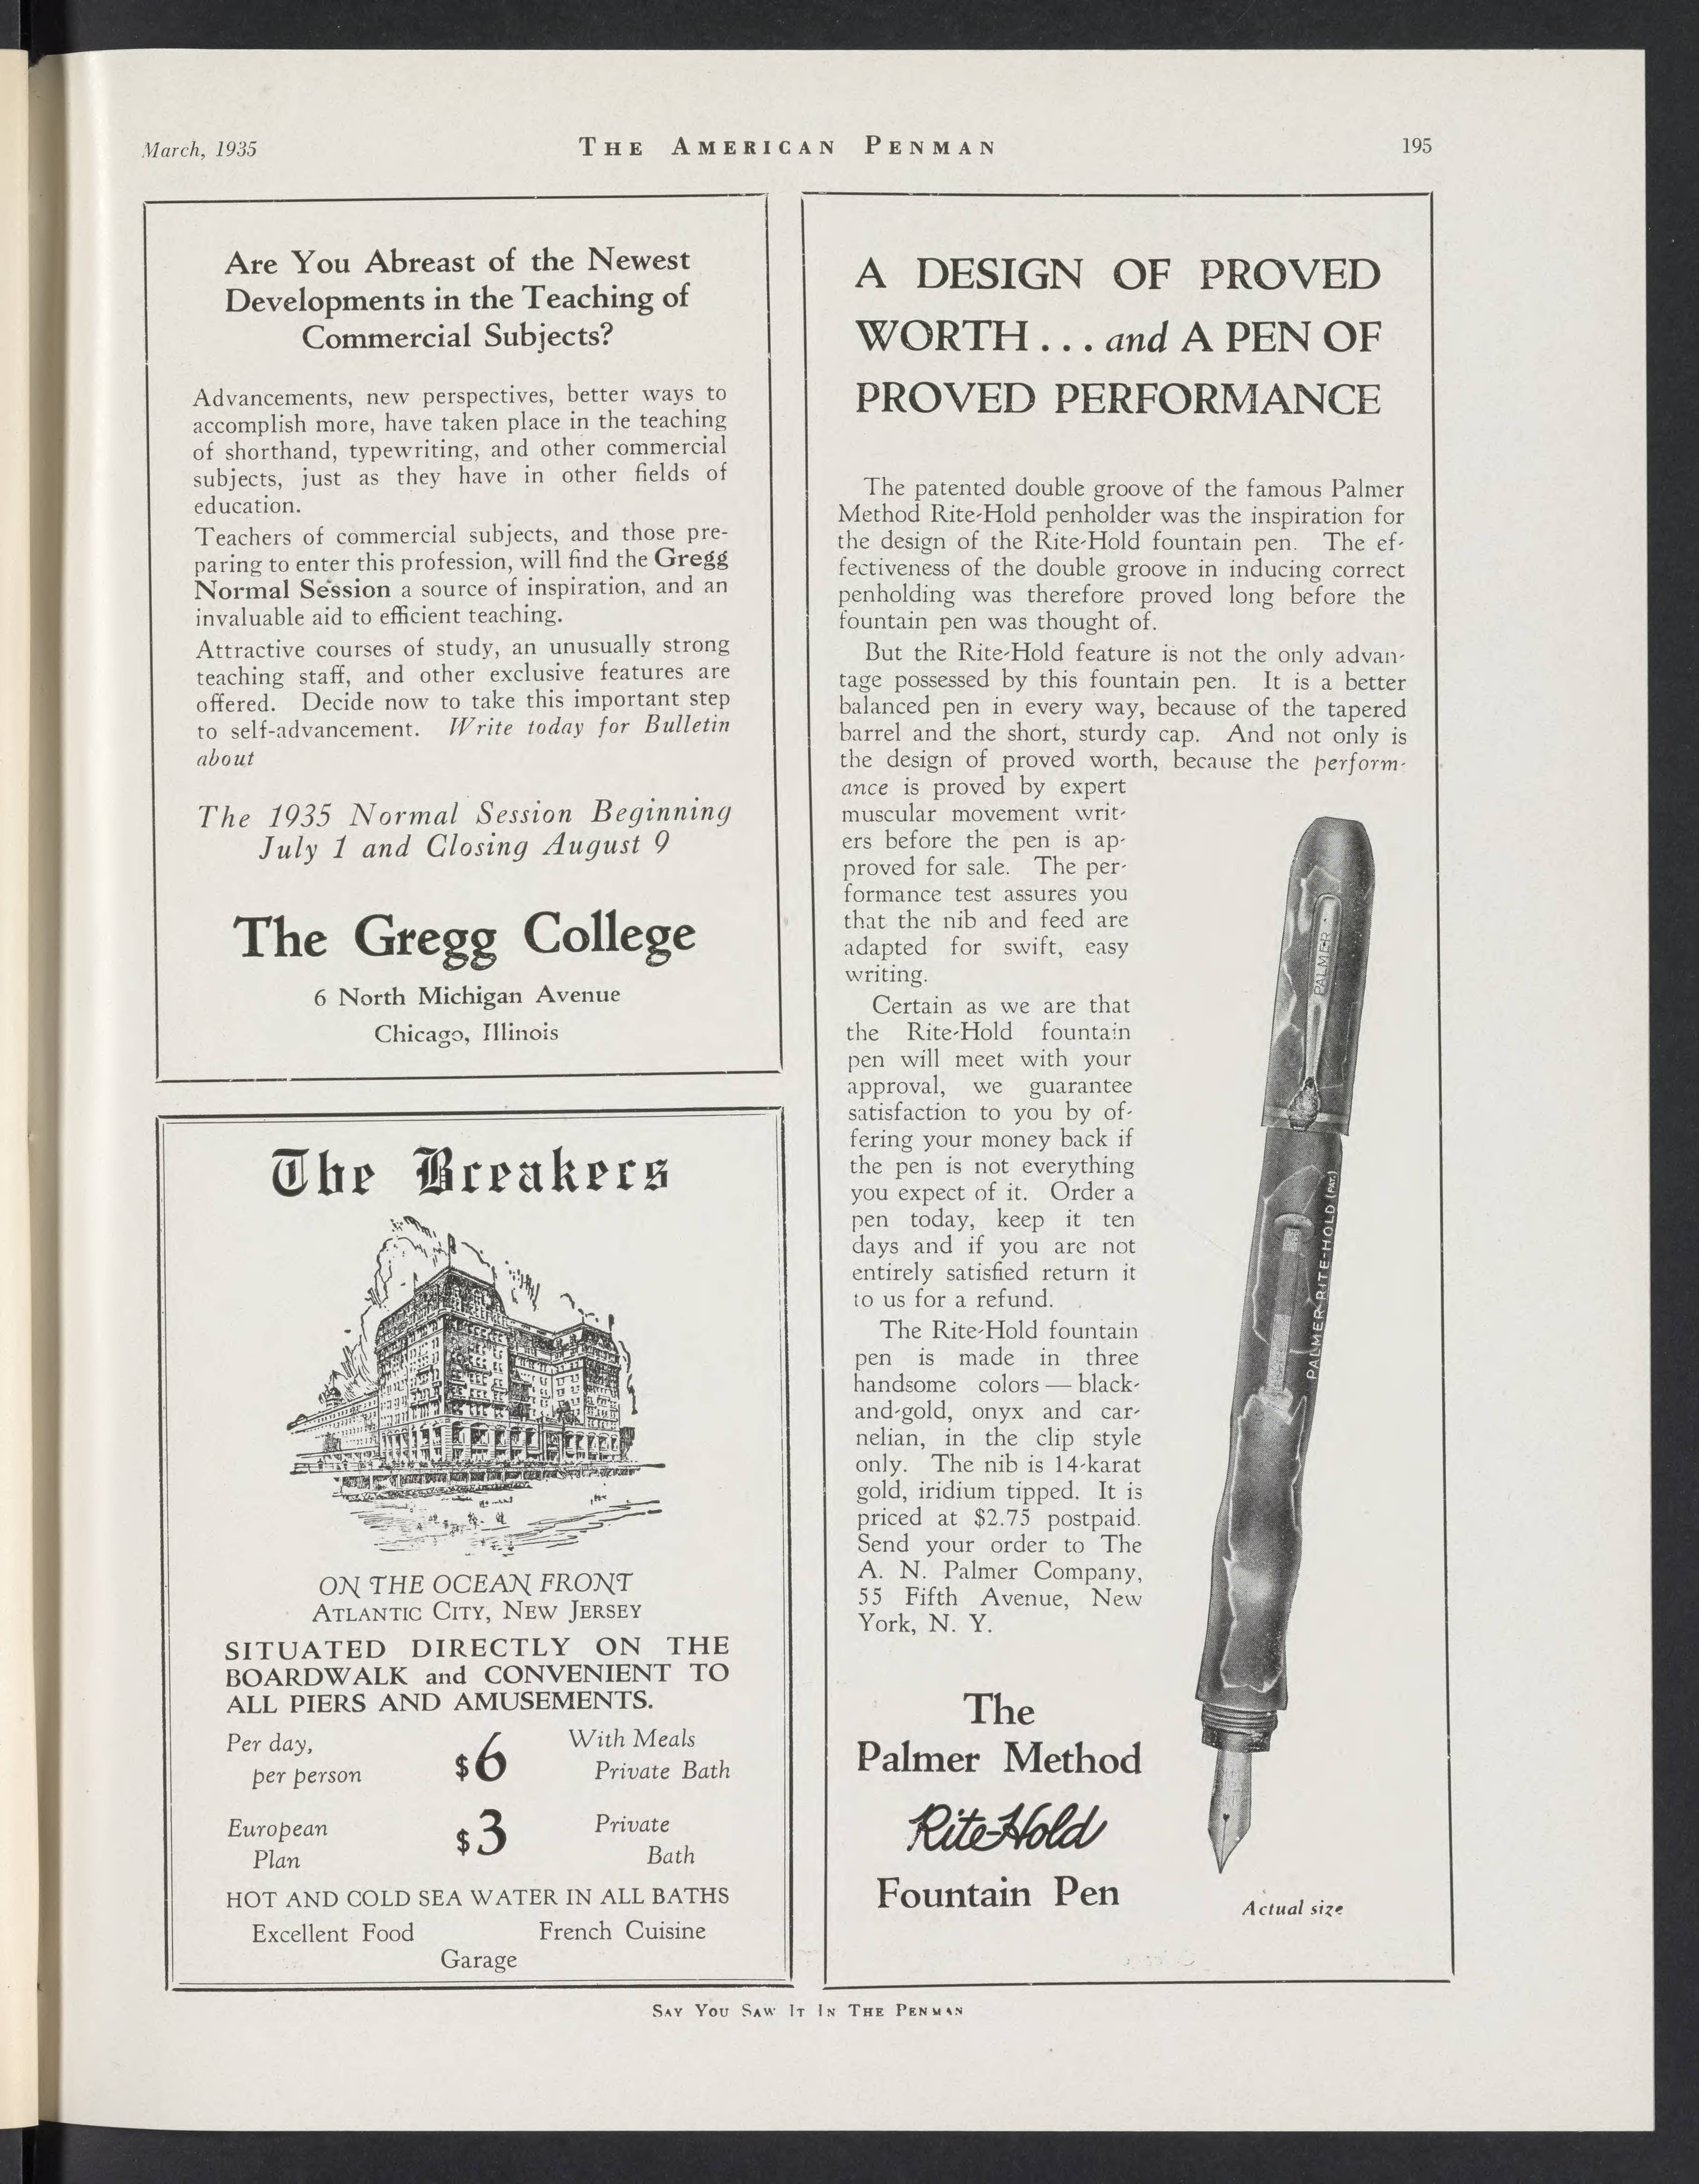 March, 1935
THE AMERICAN PENMAN
195
Are You Abreast of the Newest
Developments in the Teaching of
Commercial Subjects?
Advancements, new perspectives, better ways to
accomplish more, have taken place in the teaching
of shorthand, typewriting, and other commercial
subjects, just as they have in other fields of
education.
Teachers of commercial subjects, and those pre-
paring to enter this profession, will find the Gregg
Normal Session a source of inspiration, and an
invaluable aid to efficient teaching.
Attractive courses of study, an unusually strong
teaching staff, and other exclusive features are
offered. Decide now to take this important step
to self-advancement. Write today for Bulletin
about
The 1935 Normal Session Beginning
July 1 and Closing August 9
The Gregg College
6 North Michigan Avenue
Chicago, Illinois
The Breakers
ON THE OCEAN FRONT
ATLANTIC CITY, NEW JERSEY
SITUATED DIRECTLY ON THE
BOARDWALK and CONVENIENT TO
ALL PIERS AND AMUSEMENTS.
Per day, $6 With Meals
per person Private Bath
European $3 Private
Plan Bath
HOT AND COLD SEA WATER IN ALL BATHS
Excellent Food French Cuisine
Garage
A DESIGN OF PROVED
WORTH . . . and A PEN OF
PROVED PERFORMANCE
The patented double groove of the famous Palmer
Method Rite-Hold penholder was the inspiration for
the design of the Rite-Hold fountain pen. The ef-
fectiveness of the double groove in inducing correct
penholding was therefore proved long before the
fountain pen was thought of.
But the Rite-Hold feature is not the only advan-
tage possessed by this fountain pen. It is a better
balanced pen in every way, because of the tapered
barrel and the short, sturdy cap. And not only is
the design of proved worth, because the perform-
ance is proved by expert
muscular movement writ-
ers before the pen is ap-
proved for sale. The per-
formance test assures you
that the nib and feed are
adapted for swift, easy
writing.
Certain as we are that
the Rite-Hold fountain
pen will meet with your
approval, we guarantee
satisfaction to you by of-
fering your money back if
the pen is not everything
you expect of it. Order a
pen today, keep it ten
days and if you are not
entirely satisfied return it
to us for a refund.
The Rite-Hold fountain
pen is made in three
handsome colors — black-
and-gold, onyx and car-
nelian, in the clip style
only. The nib is 14-karat
gold, iridium tipped. It is
priced at $2.75 postpaid.
Send your order to The
A. N. Palmer Company,
55 Fifth Avenue, New
York, N. Y.
The
Palmer Method
Rite-Hold
Fountain Pen
PALMER
PALMER RITE-HOLD (PAT.)
Actual size
SAY YOU SAW IT IN THE PENMAN